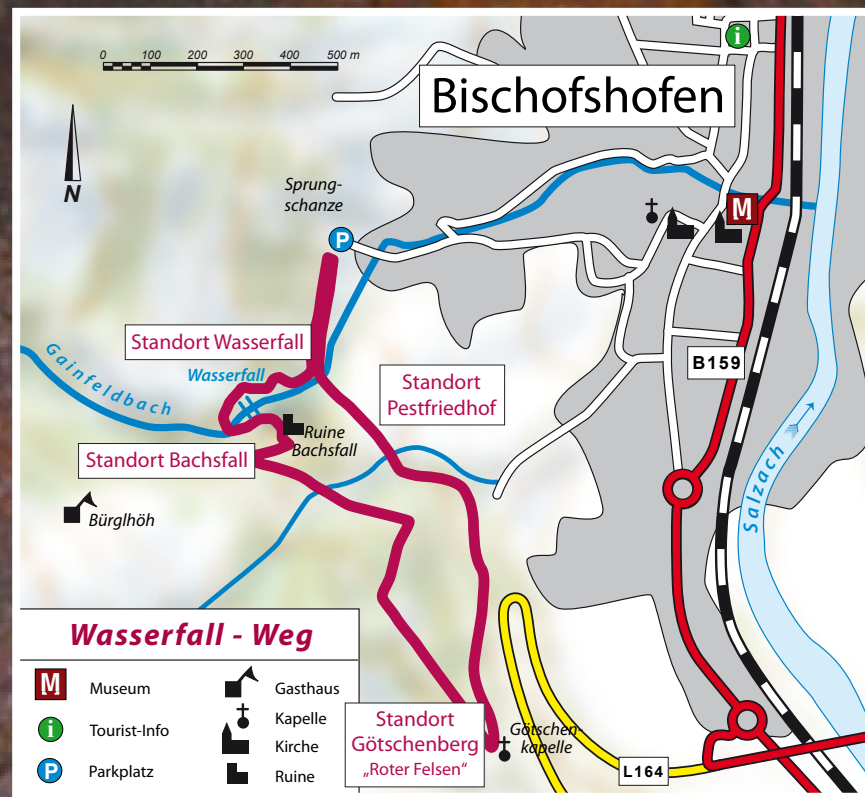 0 100 200 300 400 500 m
i
Bischofshofen
N
Sprung-
schanze
P
M
Standort Wasserfall
Wasserfall
Gainfeldbach
Standort
Pestfriedhof
B159
Ruine
Bachsfall
Standort Bachsfall
Bürglhöh
Salzach
Wasserfall - Weg
M Museum
i Tourist-Info
P Parkplatz
Gasthaus
Kapelle
Kirche
Ruine
Standort
Götschenberg
„Roter Felsen“
Götschen-
kapelle
L164